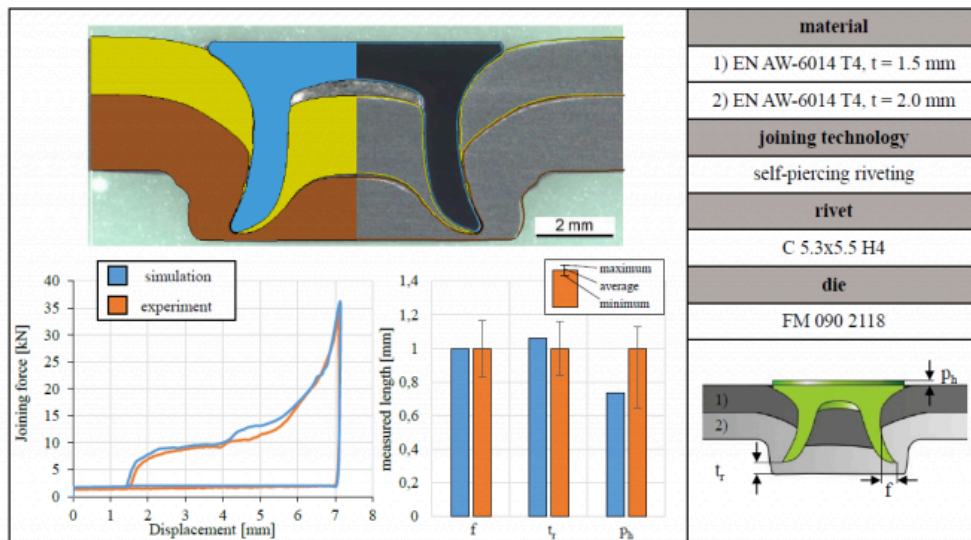 2 mm
simulation
experiment
Joining force [kN]
40
35
30
25
20
15
10
5
0
0 1 2 3 4 5 6 7 8
Displacement [mm]
measured length [mm]
1,4
1,2
1
0,8
0,6
0,4
0,2
0
maximum
average
minimum
f tᵣ pₕ
material
1) EN AW-6014 T4, t = 1.5 mm
2) EN AW-6014 T4, t = 2.0 mm
joining technology
self-piercing riveting
rivet
C 5.3x5.5 H4
die
FM 090 2118
pₕ
1)
2)
tᵣ
f